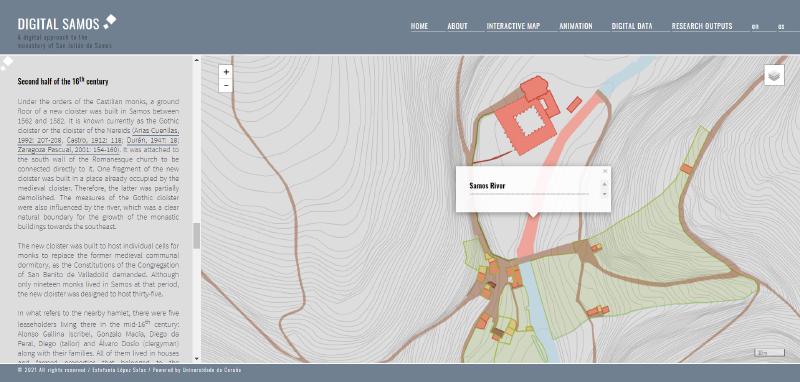 DIGITAL SAMOS
A digital approach to the
monastery of San Julián de Samos
HOME ABOUT INTERACTIVE MAP ANIMATION DIGITAL DATA RESEARCH OUTPUTS en es
Second half of the 16th century
Under the orders of the Castilian monks, a ground
floor of a new cloister was built in Samos between
1562 and 1582. It is known currently as the Gothic
cloister or the cloister of the Nereids (Arias Cuenllas,
1992: 207-208, Castro, 1912: 118; Durán, 1947: 18;
Zaragoza Pascual, 2001: 154-160). It was attached to
the south wall of the Romanesque church to be
connected directly to it. One fragment of the new
cloister was built in a place already occupied by the
medieval cloister. Therefore, the latter was partially
demolished. The measures of the Gothic cloister
were also influenced by the river, which was a clear
natural boundary for the growth of the monastic
buildings towards the southeast.
The new cloister was built to host individual cells for
monks to replace the former medieval communal
dormitory, as the Constitutions of the Congregation
of San Benito de Valladolid demanded. Although
only nineteen monks lived in Samos at that period,
the new cloister was designed to host thirty-five.
In what refers to the nearby hamlet, there were five
leaseholders living there in the mid-16th century:
Alonso Gallina Iscribel, Gonzalo Macía, Diego da
Peral, Diego (tailor) and Álvaro Dosio (clergyman)
along with their families. All of them lived in houses
and farmed properties that belonged to the
+
−
Samos River
×
© 2021 All rights reserved / Estefanía López Salas / Powered by Universidade da Coruña